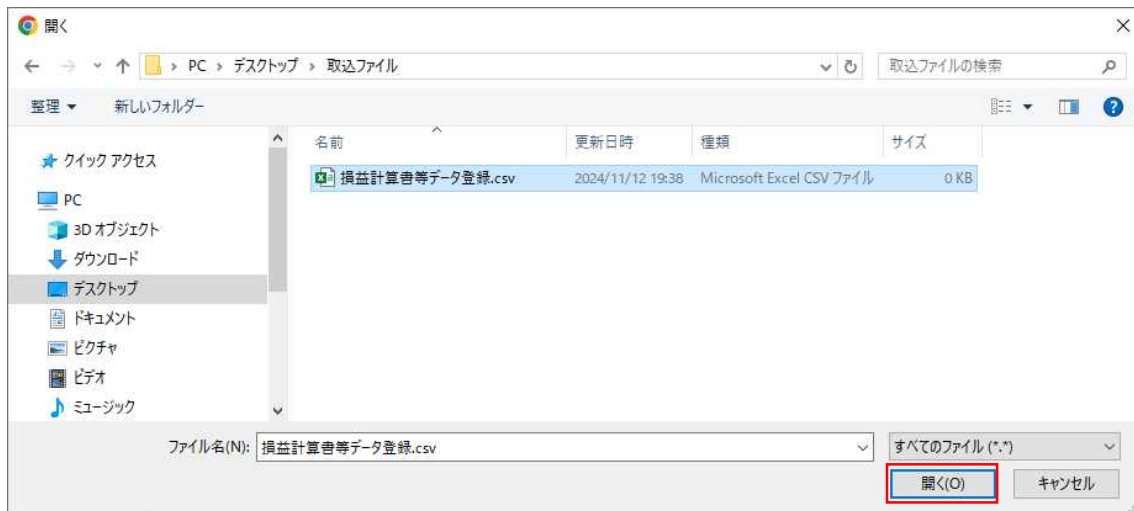 開く
PC › デスクトップ › 取込ファイル
取込ファイルの検索
整理
新しいフォルダー
名前
更新日時
種類
サイズ
クイック アクセス
損益計算書等データ登録.csv
2024/11/12 19:38
Microsoft Excel CSV ファイル
0 KB
PC
3D オブジェクト
ダウンロード
デスクトップ
ドキュメント
ピクチャ
ビデオ
ミュージック
ファイル名(N):
損益計算書等データ登録.csv
すべてのファイル (*.*)
開く(O)
キャンセル